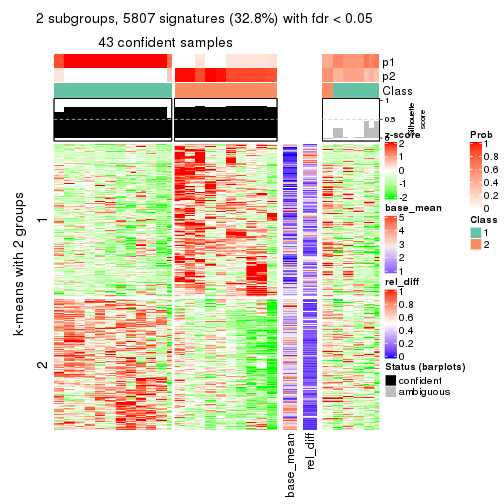 2 subgroups, 5807 signatures (32.8%) with fdr < 0.05
43 confident samples
p1
p2
Class
1
0.5
0
Silhouette
score
k-means with 2 groups
1
2
base_mean
rel_diff
z-score
2
1
0
-1
-2
base_mean
5
4
3
2
1
rel_diff
1
0.8
0.6
0.4
0.2
0
Status (barplots)
confident
ambiguous
Prob
1
0.8
0.6
0.4
0.2
0
Class
1
2